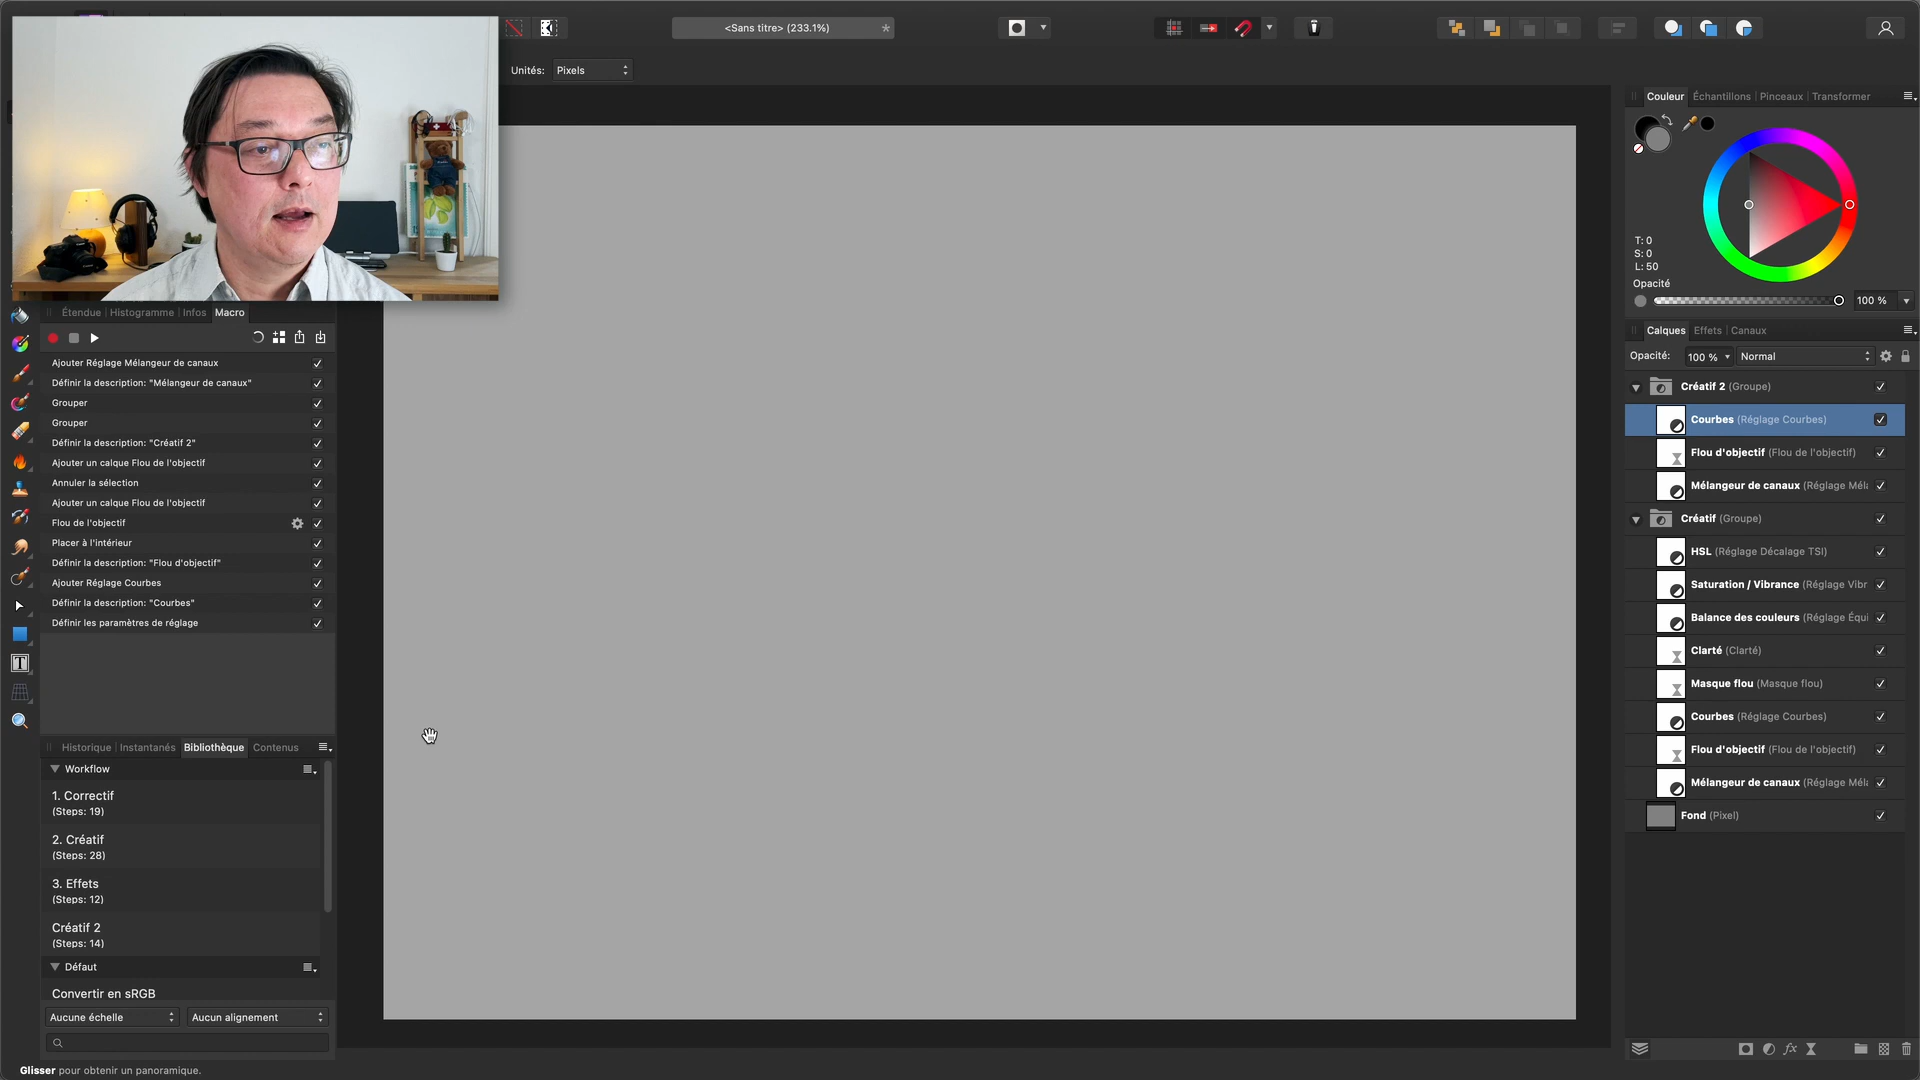 <Sans titre> (233.1%)
*
Unités: Pixels
Couleur Échantillons Pinceaux Transformer
T: 0
S: 0
L: 50
Opacité
100 %
Étendue Histogramme Infos Macro
Ajouter Réglage Mélangeur de canaux
Définir la description: "Mélangeur de canaux"
Grouper
Grouper
Définir la description: "Créatif 2"
Ajouter un calque Flou de l'objectif
Annuler la sélection
Ajouter un calque Flou de l'objectif
Flou de l'objectif
Placer à l'intérieur
Définir la description: "Flou d'objectif"
Ajouter Réglage Courbes
Définir la description: "Courbes"
Définir les paramètres de réglage
Calques Effets Canaux
Opacité: 100 % Normal
Créatif 2 (Groupe)
Courbes (Réglage Courbes)
Flou d'objectif (Flou de l'objectif)
Mélangeur de canaux (Réglage Méla
Créatif (Groupe)
HSL (Réglage Décalage TSI)
Saturation / Vibrance (Réglage Vibr
Balance des couleurs (Réglage Équi
Clarté (Clarté)
Masque flou (Masque flou)
Courbes (Réglage Courbes)
Flou d'objectif (Flou de l'objectif)
Mélangeur de canaux (Réglage Méla
Fond (Pixel)
Historique Instantanés Bibliothèque Contenus
Workflow
1. Correctif
(Steps: 19)
2. Créatif
(Steps: 28)
3. Effets
(Steps: 12)
Créatif 2
(Steps: 14)
Défaut
Convertir en sRGB
Aucune échelle Aucun alignement
T
fx
Glisser pour obtenir un panoramique.